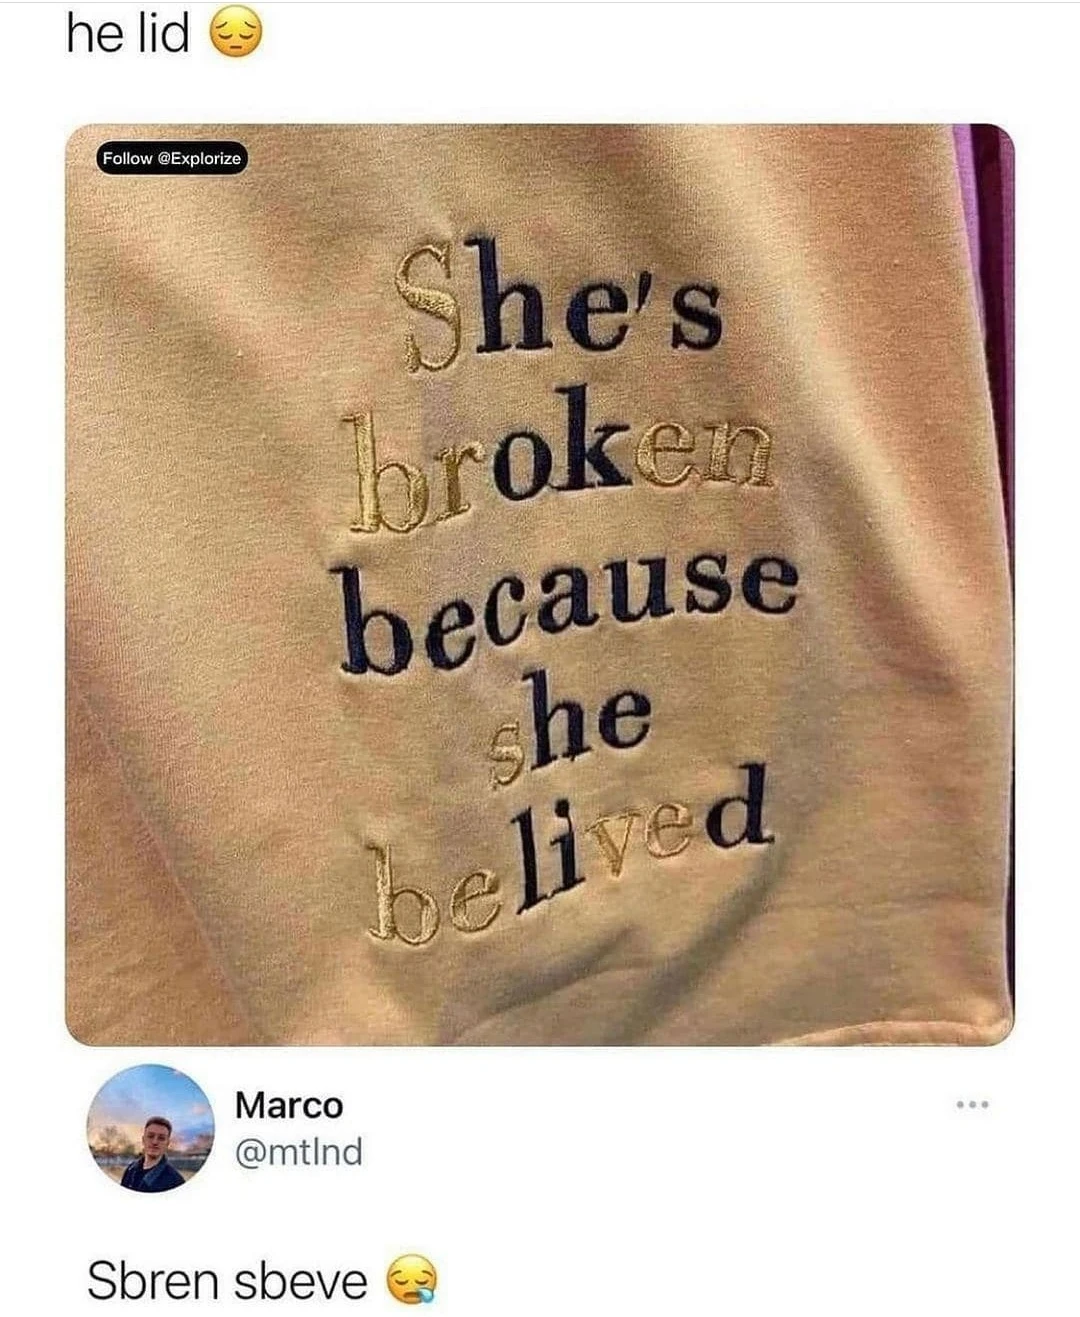 he lid 😔
Follow @Explorize
She's
broken
because
she
belived
Marco
@mtlnd
Sbren sbeve 😪